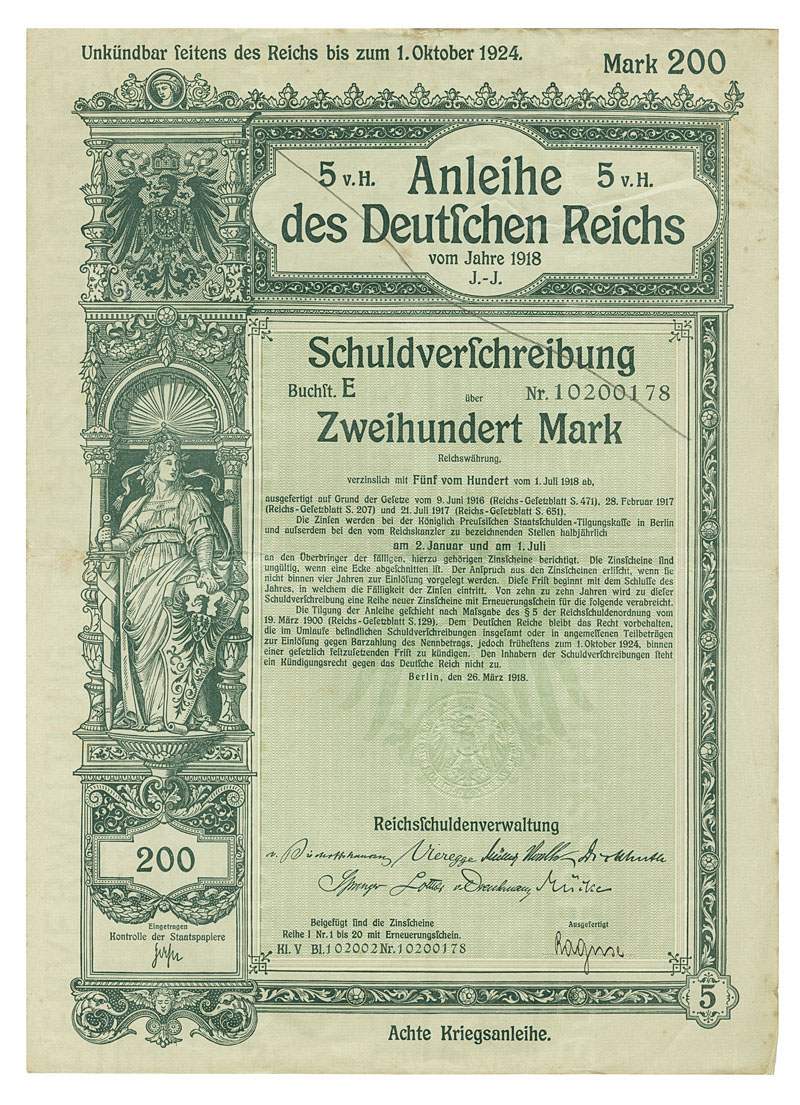 Unkündbar ſeitens des Reichs bis zum 1. Oktober 1924.
Mark 200
5 v. H. Anleihe 5 v. H.
des Deutſchen Reichs
vom Jahre 1918
J.-J.
Schuldverſchreibung
Buchſt. E über Nr. 10200178
Zweihundert Mark
Reichswährung,
verzinslich mit Fünf vom Hundert vom 1. Juli 1918 ab,
ausgefertigt auf Grund der Geſetze vom 9. Juni 1916 (Reichs-Geſetzblatt S. 471), 28. Februar 1917
(Reichs-Geſetzblatt S. 207) und 21. Juli 1917 (Reichs-Geſetzblatt S. 651).
Die Zinſen werden bei der Königlich Preuſsiſchen Staatsſchulden-Tilgungskaſſe in Berlin
und auſserdem bei den vom Reichskanzler zu bezeichnenden Stellen halbjährlich
am 2. Januar und am 1. Juli
an den Überbringer der fälligen, hierzu gehörigen Zinsſcheine berichtigt. Die Zinsſcheine ſind
ungültig, wenn eine Ecke abgeſchnitten iſt. Der Anſpruch aus den Zinsſcheinen erliſcht, wenn ſie
nicht binnen vier Jahren zur Einlöſung vorgelegt werden. Dieſe Friſt beginnt mit dem Schluſſe des
Jahres, in welchem die Fälligkeit der Zinſen eintritt. Von zehn zu zehn Jahren wird zu dieſer
Schuldverſchreibung eine Reihe neuer Zinsſcheine mit Erneuerungsſchein für die folgende verabreicht.
Die Tilgung der Anleihe geſchieht nach Maſsgabe des § 5 der Reichsſchuldenordnung vom
19. März 1900 (Reichs-Geſetzblatt S. 129). Dem Deutſchen Reiche bleibt das Recht vorbehalten,
die im Umlaufe befindlichen Schuldverſchreibungen insgeſamt oder in angemeſſenen Teilbeträgen
zur Einlöſung gegen Barzahlung des Nennbetrags, jedoch früheſtens zum 1. Oktober 1924, binnen
einer geſetzlich feſtzuſetzenden Friſt zu kündigen. Den Inhabern der Schuldverſchreibungen ſteht
ein Kündigungsrecht gegen das Deutſche Reich nicht zu.
Berlin, den 26. März 1918.
Reichsſchuldenverwaltung
v. Bischoffshausen Vieregge Müller Dickhuth
Springer Lottner v. Drenkmann Mücke
200
Eingetragen
Kontrolle der Staatspapiere
Beigefügt ſind die Zinsſcheine
Reihe I Nr. 1 bis 20 mit Erneuerungsſchein.
Kl. V Bl. 102002 Nr. 10200178
Ausgefertigt
5
Achte Kriegsanleihe.